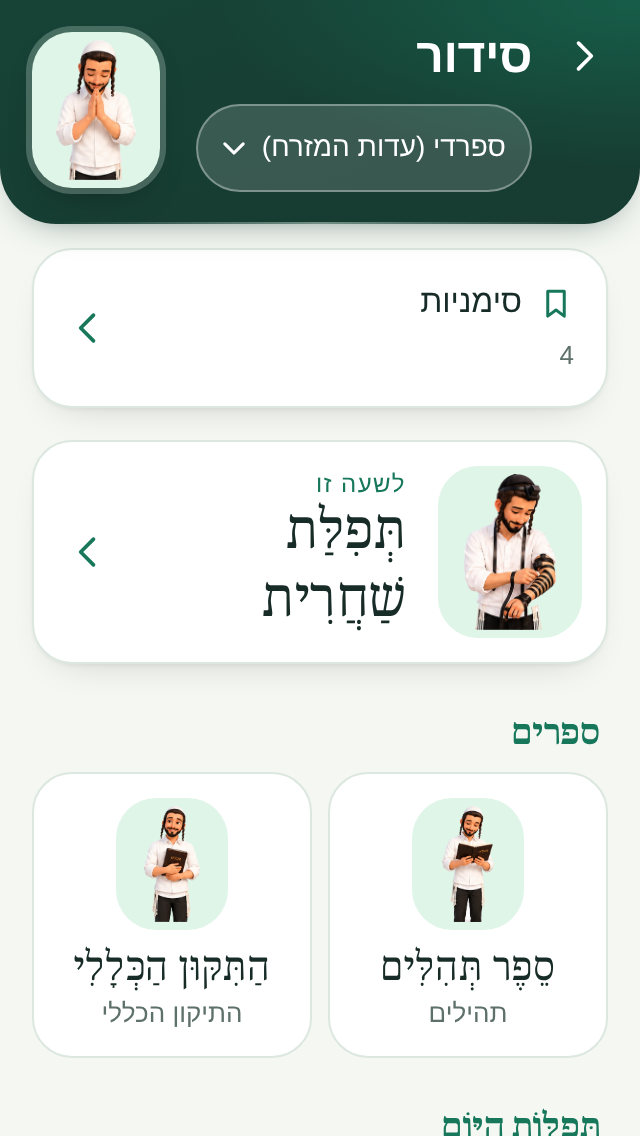 סידור
ספרדי (עדות המזרח)
סימניות
4
לשעה זו
תְּפִלַּת
שַׁחֲרִית
ספרים
סֵפֶר תְּהִלִּים
תהילים
הַתִּקּוּן הַכְּלָלִי
התיקון הכללי
תְּפִלּוֹת הַיּוֹם